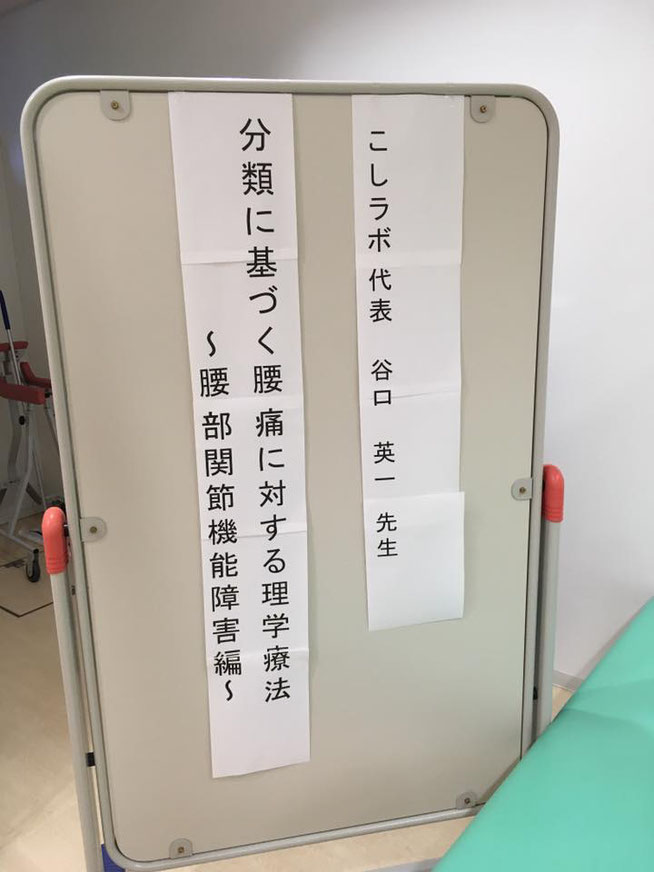 こしラボ 代表 谷口 英一 先生
分類に基づく腰痛に対する理学療法
～腰部関節機能障害編～